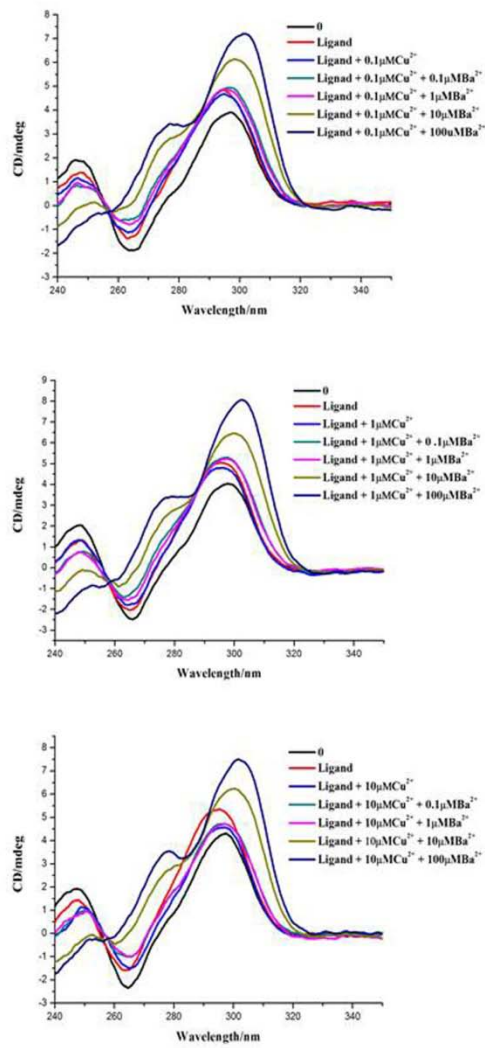 8
7
6
5
4
3
2
1
0
-1
-2
-3
CD/mdeg
0
Ligand
Ligand + 0.1μMCu²⁺
Lignad + 0.1μMCu²⁺ + 0.1μMBa²⁺
Ligand + 0.1μMCu²⁺ + 1μMBa²⁺
Ligand + 0.1μMCu²⁺ + 10μMBa²⁺
Ligand + 0.1μMCu²⁺ + 100uMBa²⁺
240 260 280 300 320 340
Wavelength/nm
9
8
7
6
5
4
3
2
1
0
-1
-2
-3
CD/mdeg
0
Ligand
Ligand + 1μMCu²⁺
Ligand + 1μMCu²⁺ + 0 .1μMBa²⁺
Ligand + 1μMCu²⁺ + 1μMBa²⁺
Ligand + 1μMCu²⁺ + 10μMBa²⁺
Ligand + 1μMCu²⁺ + 100μMBa²⁺
240 260 280 300 320 340
Wavelength/nm
8
7
6
5
4
3
2
1
0
-1
-2
-3
CD/mdeg
0
Ligand
Ligand + 10μMCu²⁺
Ligand + 10μMCu²⁺ + 0.1μMBa²⁺
Ligand + 10μMCu²⁺ + 1μMBa²⁺
Ligand + 10μMCu²⁺ + 10μMBa²⁺
Ligand + 10μMCu²⁺ + 100μMBa²⁺
240 260 280 300 320 340
Wavelength/nm